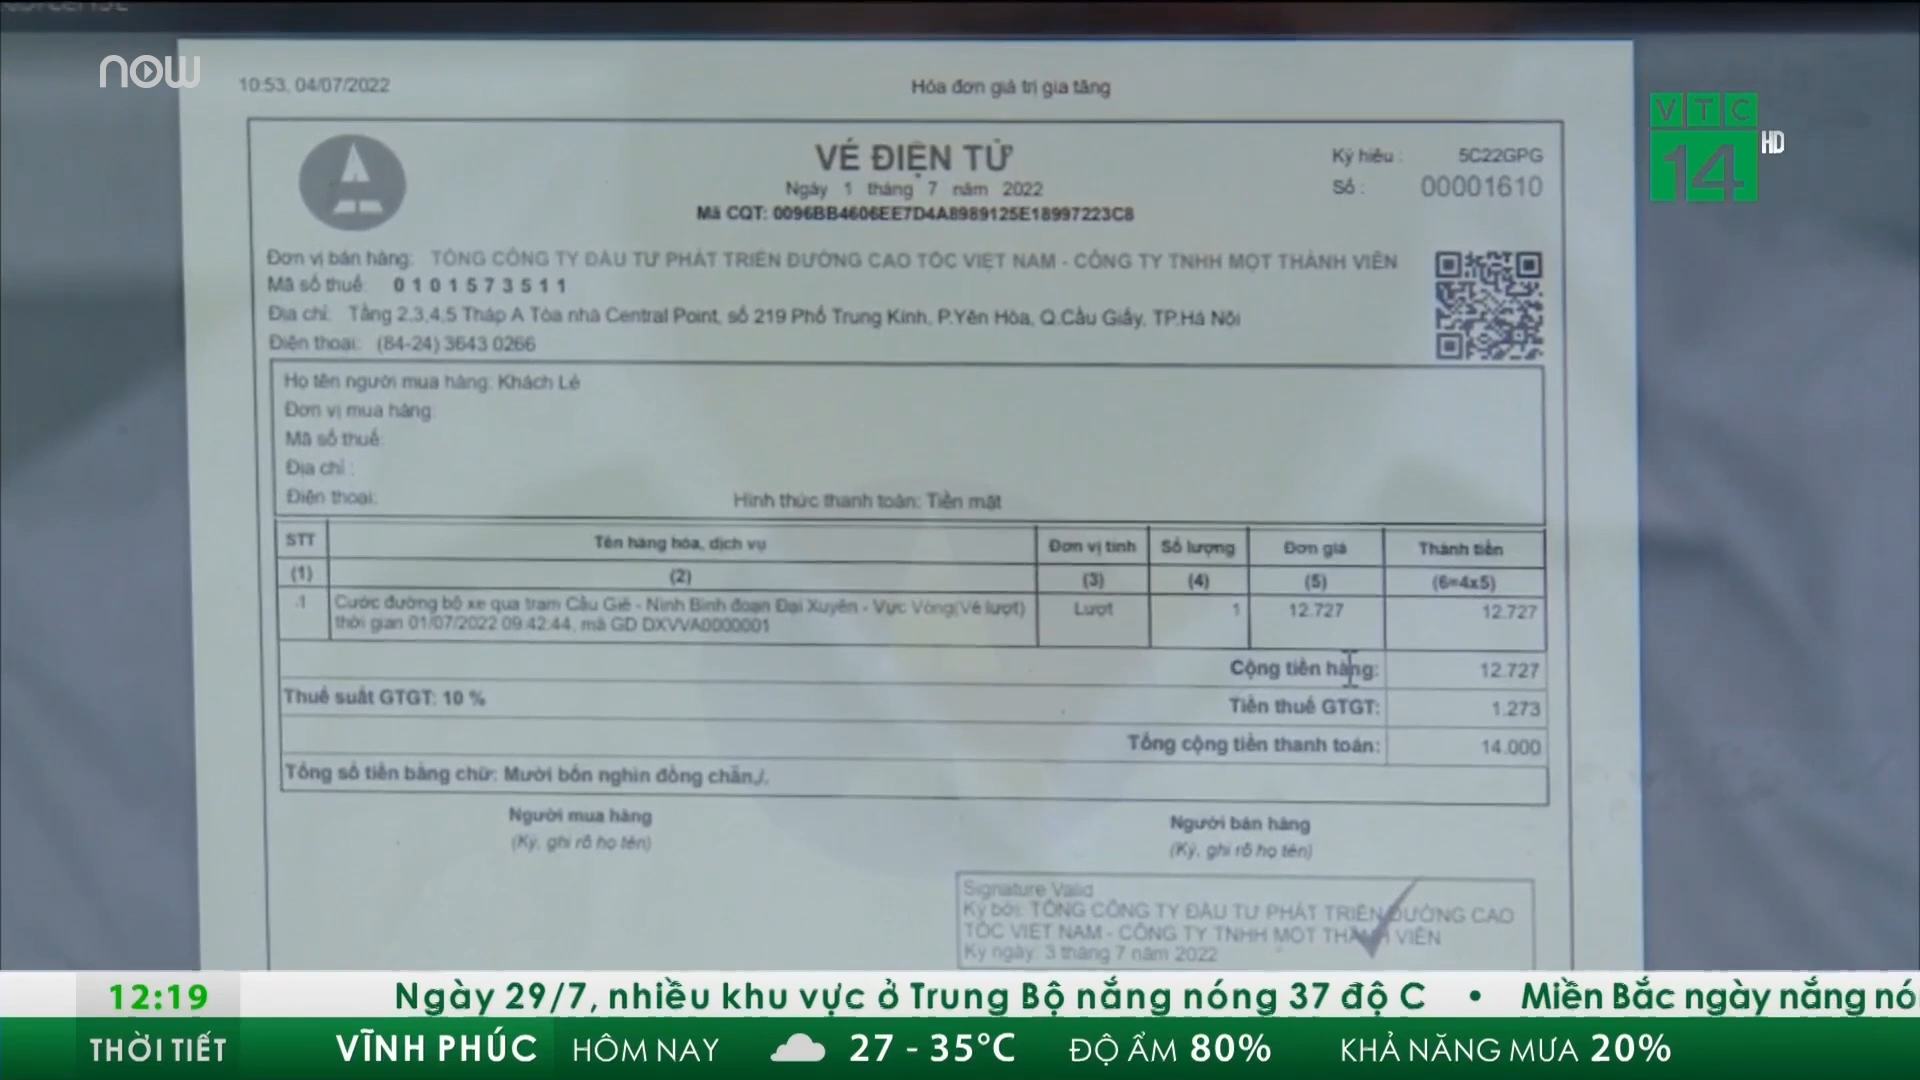 now
10:53, 04/07/2022
Hóa đơn giá trị gia tăng
VTC
14 HD
VÉ ĐIỆN TỬ
Ngày 1 tháng 7 năm 2022
Mã CQT: 0096BB4606EE7D4A8989125E18997223C8
Ký hiệu : 5C22GPG
Số : 00001610
Đơn vị bán hàng: TỔNG CÔNG TY ĐẦU TƯ PHÁT TRIỂN ĐƯỜNG CAO TỐC VIỆT NAM - CÔNG TY TNHH MỘT THÀNH VIÊN
Mã số thuế: 0101573511
Địa chỉ: Tầng 2,3,4,5 Tháp A Tòa nhà Central Point, số 219 Phố Trung Kính, P.Yên Hòa, Q.Cầu Giấy, TP.Hà Nội
Điện thoại: (84-24) 3643 0266
Họ tên người mua hàng: Khách Lẻ
Đơn vị mua hàng:
Mã số thuế:
Địa chỉ :
Điện thoại:
Hình thức thanh toán: Tiền mặt
STT Tên hàng hóa, dịch vụ Đơn vị tính Số lượng Đơn giá Thành tiền
(1) (2) (3) (4) (5) (6=4x5)
1 Cước đường bộ xe qua trạm Cầu Giẽ - Ninh Bình đoạn Đại Xuyên - Vực Vòng(Vé lượt) Lượt 1 12.727 12.727
thời gian 01/07/2022 09:42:44, mã GD DXVVA0000001
Cộng tiền hàng: 12.727
Thuế suất GTGT: 10 % Tiền thuế GTGT: 1.273
Tổng cộng tiền thanh toán: 14.000
Tổng số tiền bằng chữ: Mười bốn nghìn đồng chẵn./.
Người mua hàng
(Ký, ghi rõ họ tên)
Người bán hàng
(Ký, ghi rõ họ tên)
Signature Valid
Ký bởi: TỔNG CÔNG TY ĐẦU TƯ PHÁT TRIỂN ĐƯỜNG CAO
TỐC VIỆT NAM - CÔNG TY TNHH MỘT THÀNH VIÊN
Ký ngày: 3 tháng 7 năm 2022
12:19 Ngày 29/7, nhiều khu vực ở Trung Bộ nắng nóng 37 độ C • Miền Bắc ngày nắng nó
THỜI TIẾT VĨNH PHÚC HÔM NAY 27 - 35°C ĐỘ ẨM 80% KHẢ NĂNG MƯA 20%